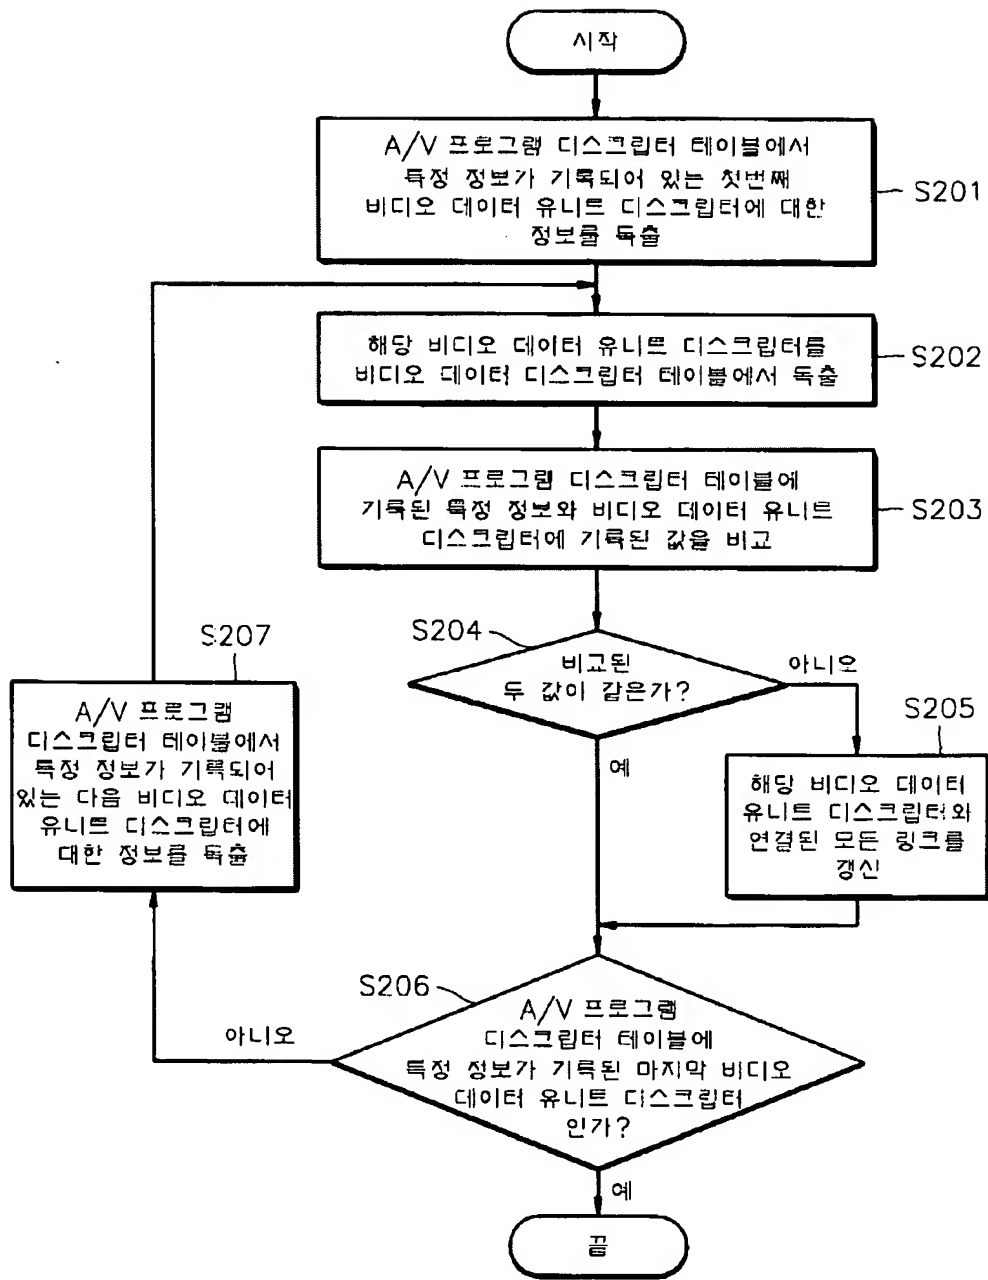 시작
A/V 프로그램 디스크립터 테이블에서
특정 정보가 기록되어 있는 첫번째
비디오 데이터 유니트 디스크립터에 대한
정보를 독출
S201
해당 비디오 데이터 유니트 디스크립터를
비디오 데이터 디스크립터 테이블에서 독출
S202
A/V 프로그램 디스크립터 테이블에
기록된 특정 정보와 비디오 데이터 유니트
디스크립터에 기록된 값을 비교
S203
S204
비교된
두 값이 같은가?
아니오
예
S205
해당 비디오 데이터
유니트 디스크립터와
연결된 모든 링크를
갱신
S207
A/V 프로그램
디스크립터 테이블에서
특정 정보가 기록되어
있는 다음 비디오 데이터
유니트 디스크립터에
대한 정보를 독출
S206
A/V 프로그램
디스크립터 테이블에
특정 정보가 기록된 마지막 비디오
데이터 유니트 디스크립터
인가?
아니오
예
끝